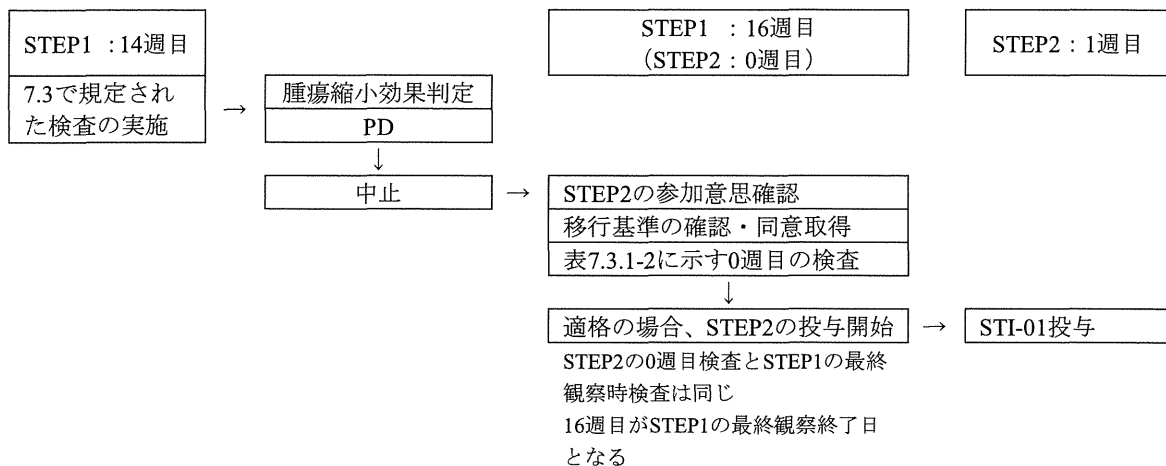 STEP1 ：14週目
7.3で規定され
た検査の実施
→
腫瘍縮小効果判定
PD
↓
中止
→
STEP1 ：16週目
（STEP2：0週目）
STEP2の参加意思確認
移行基準の確認・同意取得
表7.3.1-2に示す0週目の検査
↓
適格の場合、STEP2の投与開始
→
STEP2の0週目検査とSTEP1の最終
観察時検査は同じ
16週目がSTEP1の最終観察終了日
となる
STEP2：1週目
STI-01投与